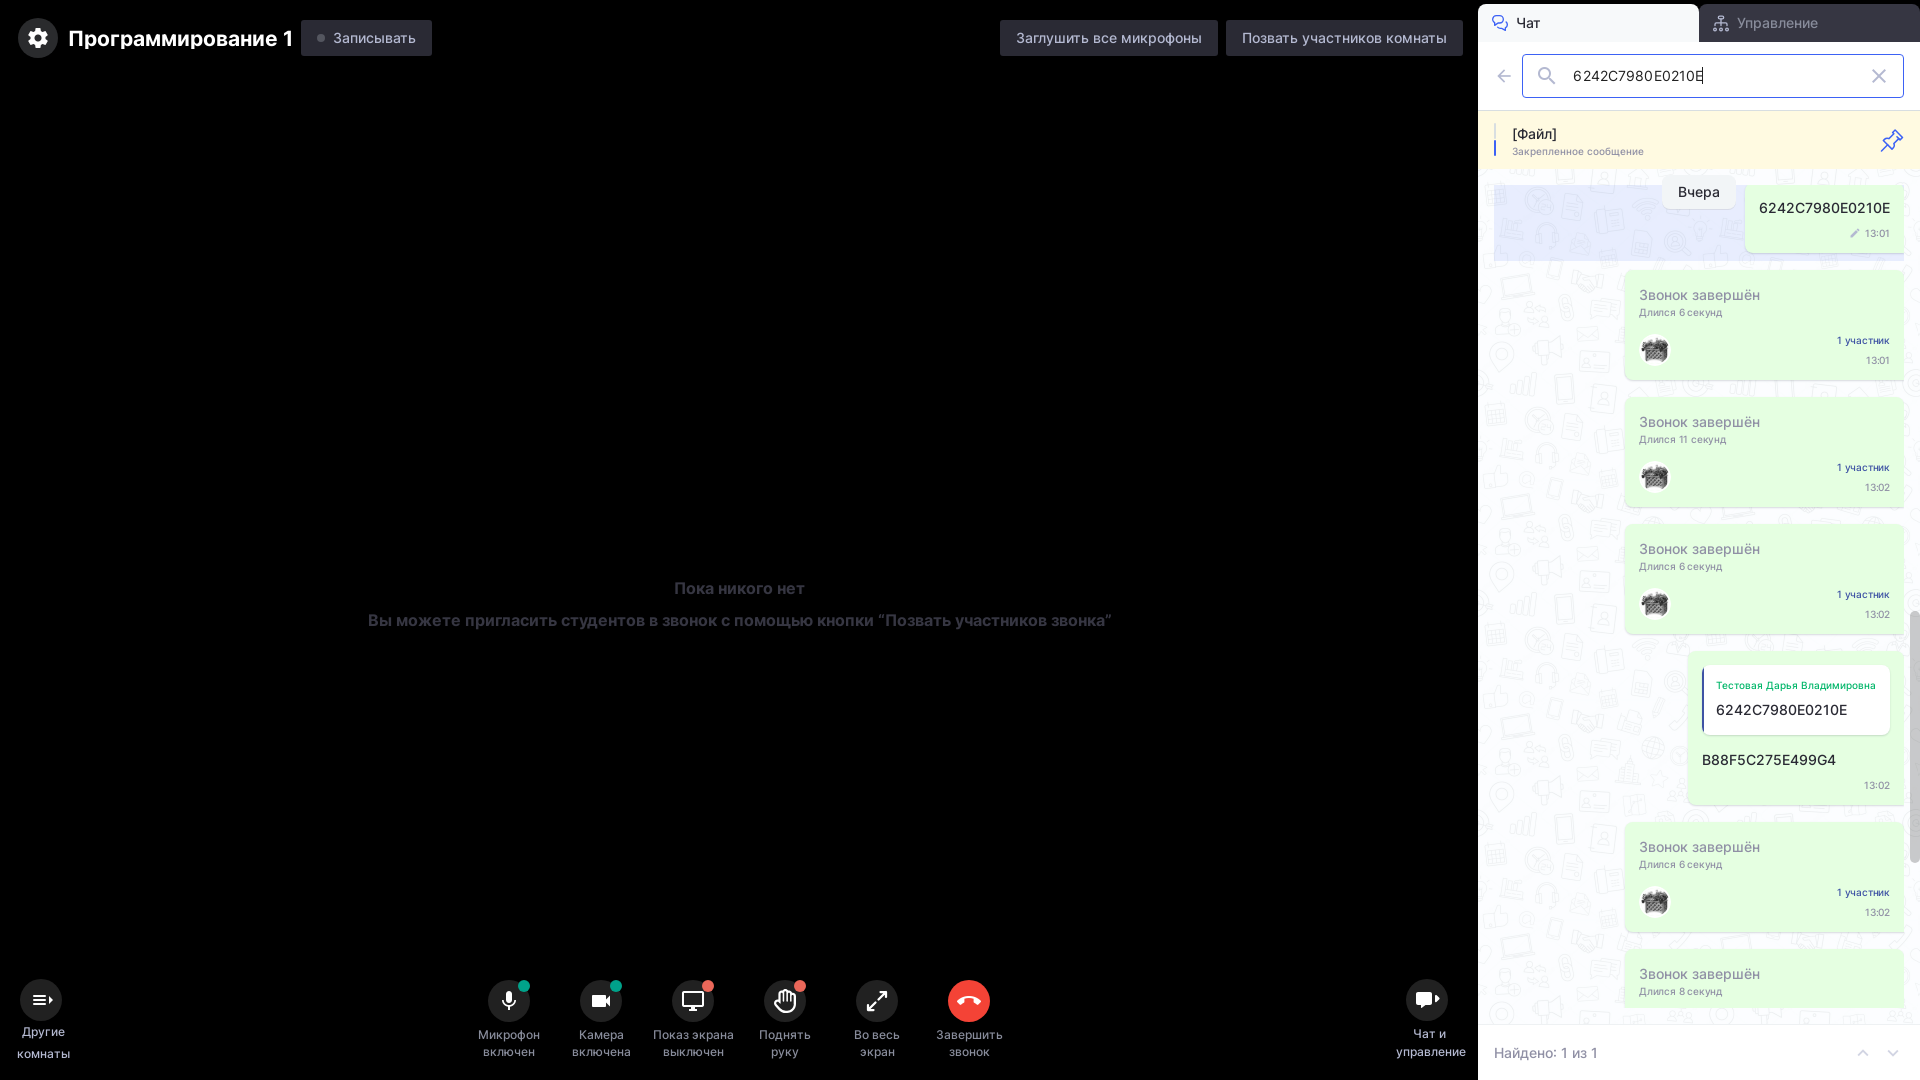 Программирование 1
Записывать
Заглушить все микрофоны
Позвать участников комнаты
Чат
Управление
6242C7980E0210E
[Файл]
Закрепленное сообщение
Вчера
6242C7980E0210E
13:01
Звонок завершён
Длился 6 секунд
1 участник
13:01
Звонок завершён
Длился 11 секунд
1 участник
13:02
Звонок завершён
Длился 6 секунд
1 участник
13:02
Тестовая Дарья Владимировна
6242C7980E0210E
B88F5C275E499G4
13:02
Звонок завершён
Длился 6 секунд
1 участник
13:02
Звонок завершён
Длился 8 секунд
Найдено: 1 из 1
Пока никого нет
Вы можете пригласить студентов в звонок с помощью кнопки “Позвать участников звонка”
Другие
комнаты
Микрофон
включен
Камера
включена
Показ экрана
выключен
Поднять
руку
Во весь
экран
Завершить
звонок
Чат и
управление